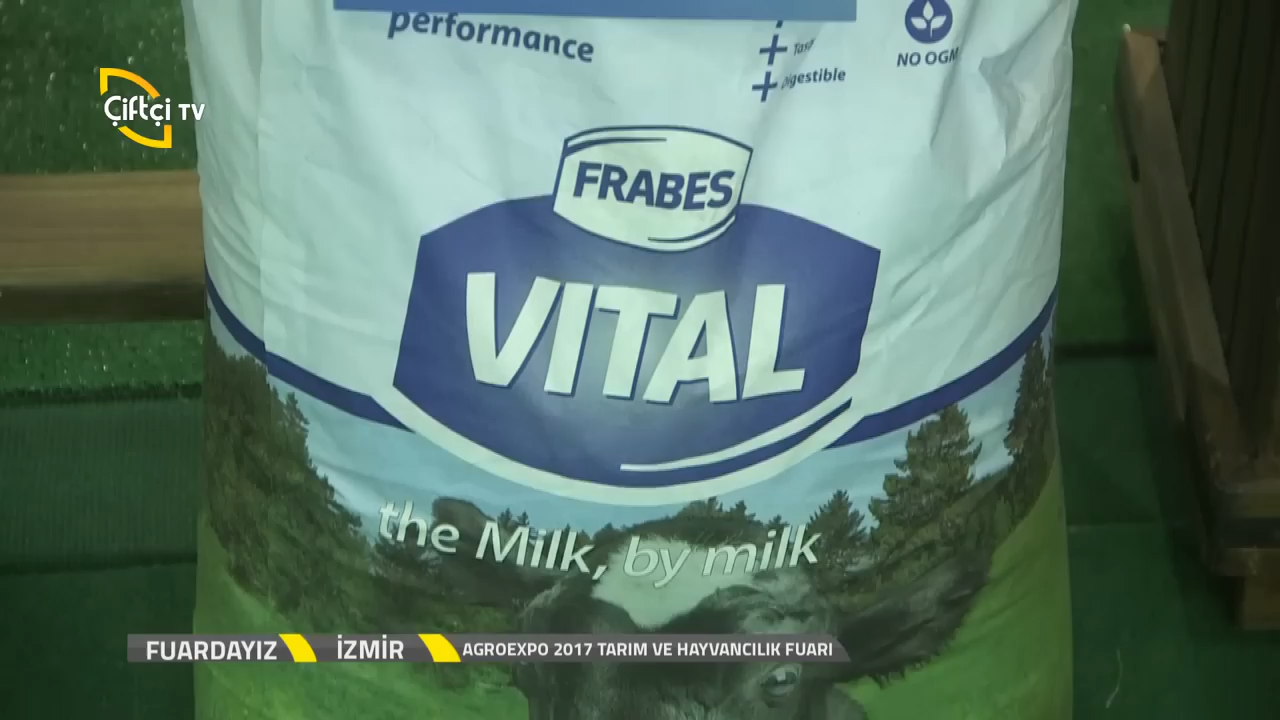 performance
+
+ Digestible
NO OGM
Çiftçi TV
FRABES
VITAL
the Milk, by milk
FUARDAYIZ İZMİR AGROEXPO 2017 TARIM VE HAYVANCILIK FUARI